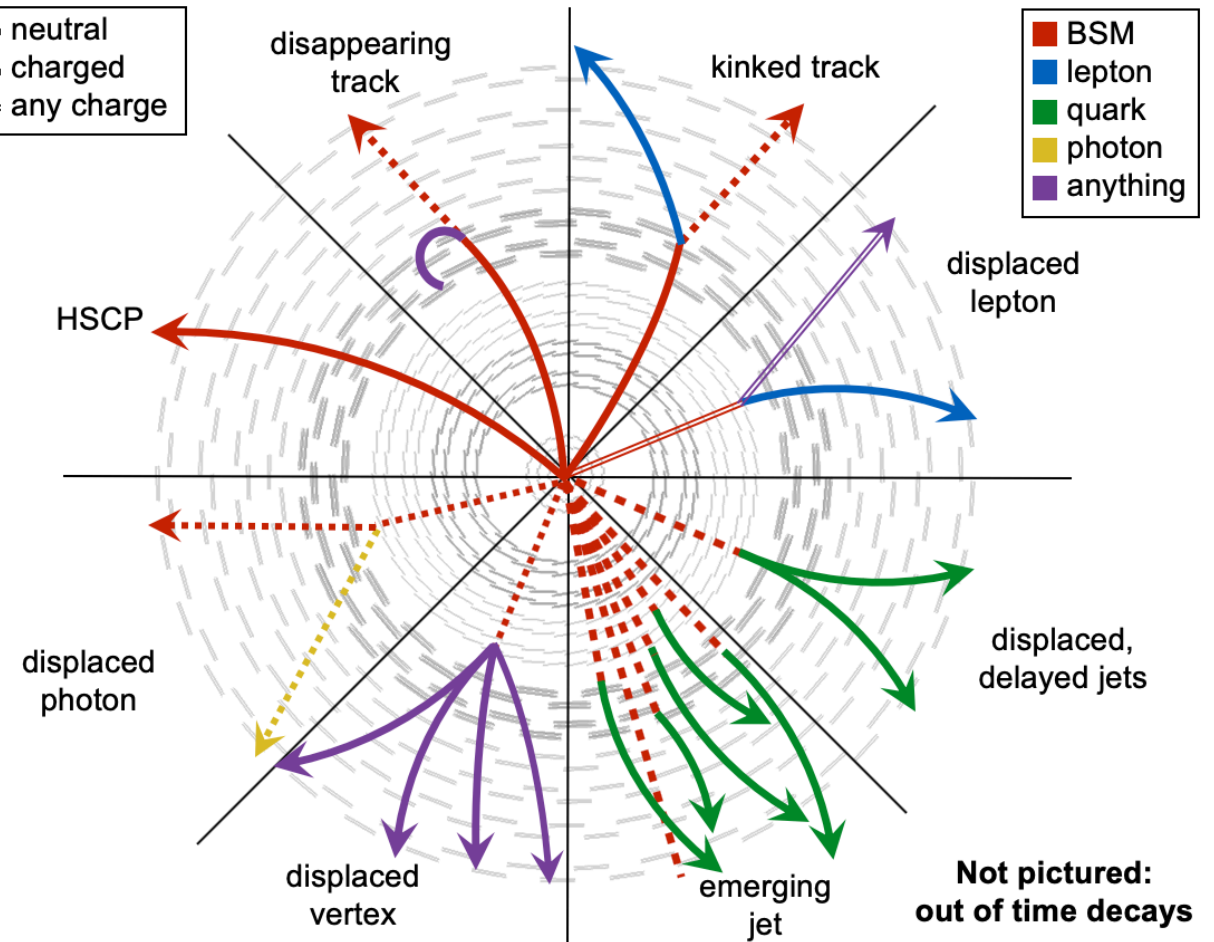 neutral
charged
any charge
disappearing
track
kinked track
BSM
lepton
quark
photon
anything
displaced
lepton
HSCP
displaced
photon
displaced,
delayed jets
displaced
vertex
emerging
jet
Not pictured:
out of time decays